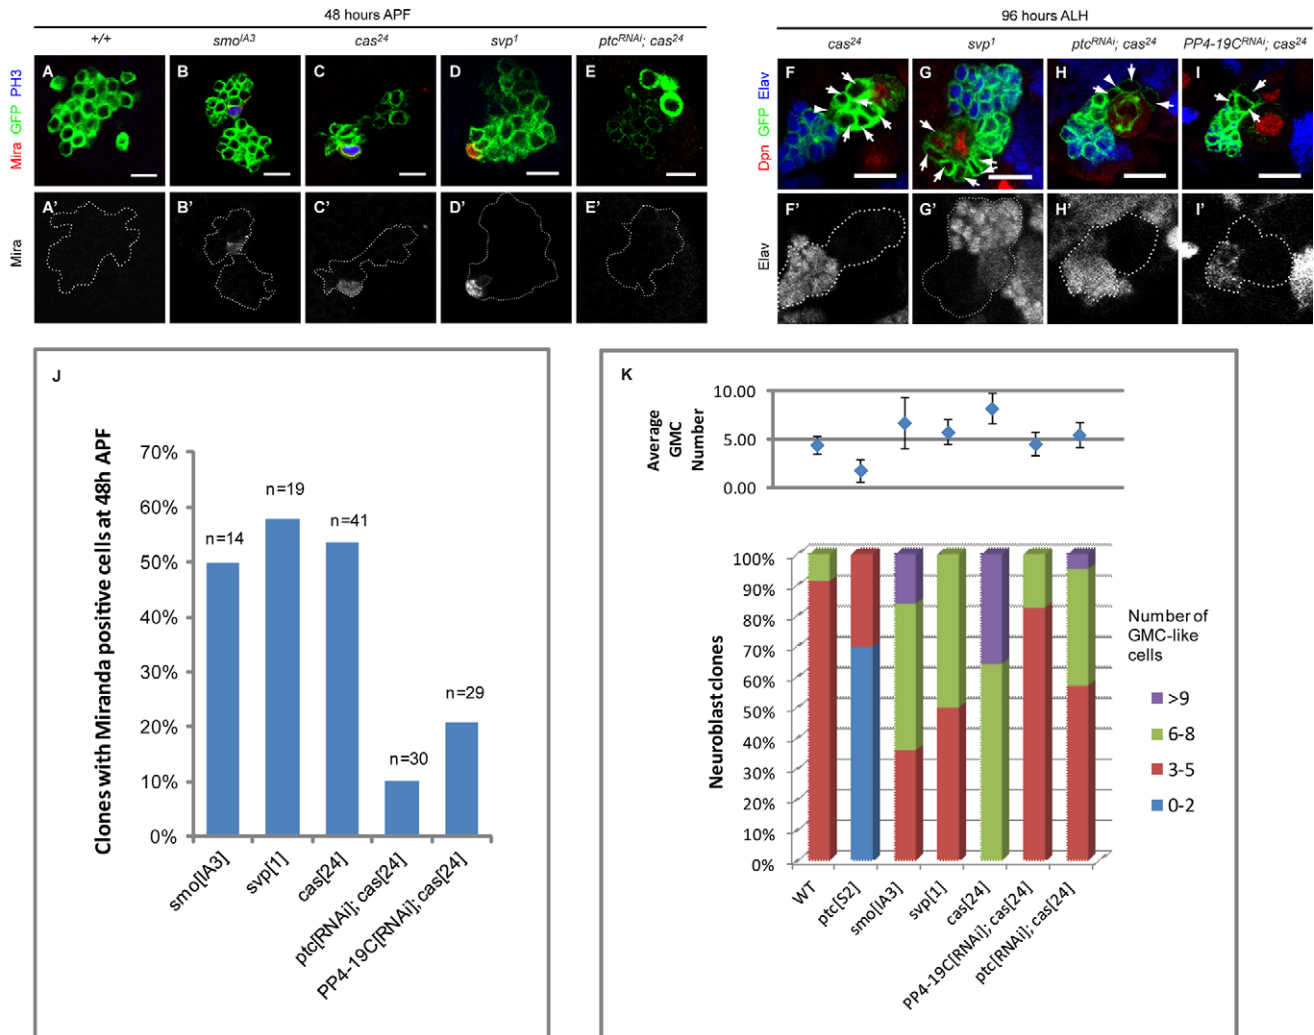 48 hours APF
+/+ smo^IA3 cas^24 svp^1 ptc^RNAi; cas^24
Mira GFP PH3
A B C D E
Mira
A' B' C' D' E'
96 hours ALH
cas^24 svp^1 ptc^RNAi; cas^24 PP4-19C^RNAi; cas^24
Dpn GFP Elav
F G H I
Elav
F' G' H' I'
J
Clones with Miranda positive cells at 48h APF
70%
60%
50%
40%
30%
20%
10%
0%
n=14
n=19
n=41
n=30
n=29
smo[IA3]
svp[1]
cas[24]
ptc[RNAi]; cas[24]
PP4-19C[RNAi]; cas[24]
K
Average
GMC
Number
10.00
5.00
0.00
Neuroblast clones
100%
90%
80%
70%
60%
50%
40%
30%
20%
10%
0%
WT
ptc[S2]
smo[IA3]
svp[1]
cas[24]
PP4-19C[RNAi]; cas[24]
ptc[RNAi]; cas[24]
Number of
GMC-like
cells
>9
6-8
3-5
0-2